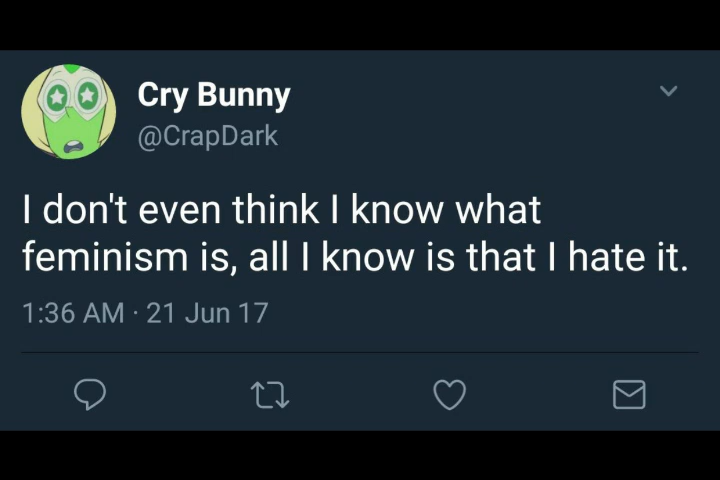 Cry Bunny
@CrapDark
I don't even think I know what
feminism is, all I know is that I hate it.
1:36 AM · 21 Jun 17